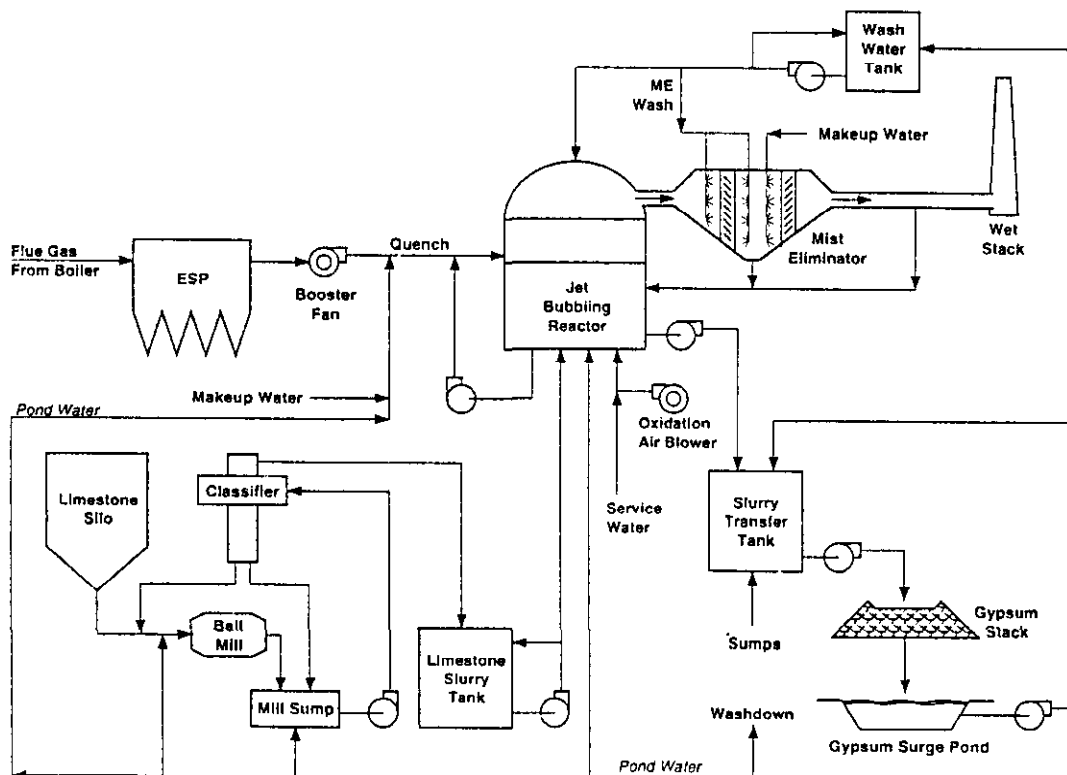 Wash
Water
Tank
ME
Wash
Makeup Water
Wet
Stack
Mist
Eliminator
Flue Gas
From Boiler
ESP
Booster
Fan
Quench
Jet
Bubbling
Reactor
Makeup Water
Pond Water
Oxidation
Air Blower
Limestone
Silo
Classifier
Service
Water
Slurry
Transfer
Tank
Ball
Mill
Gypsum
Stack
Sumps
Limestone
Slurry
Tank
Mill Sump
Washdown
Gypsum Surge Pond
Pond Water